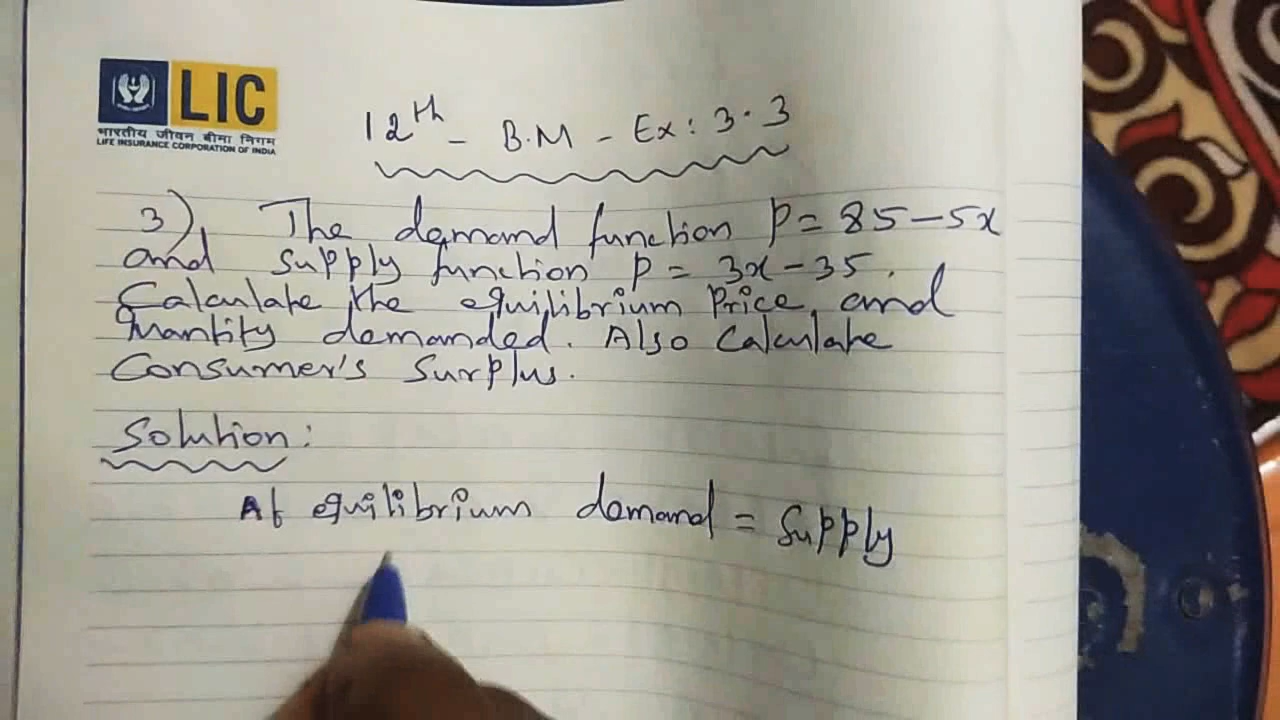 LIC
भारतीय जीवन बीमा निगम
LIFE INSURANCE CORPORATION OF INDIA
12th - B.M - Ex: 3.3
3) The demand function p = 85 - 5x
and supply function p = 3x - 35.
Calculate the equilibrium Price and
Quantity demanded. Also Calculate
Consumer's Surplus.
Solution:
At equilibrium demand = Supply